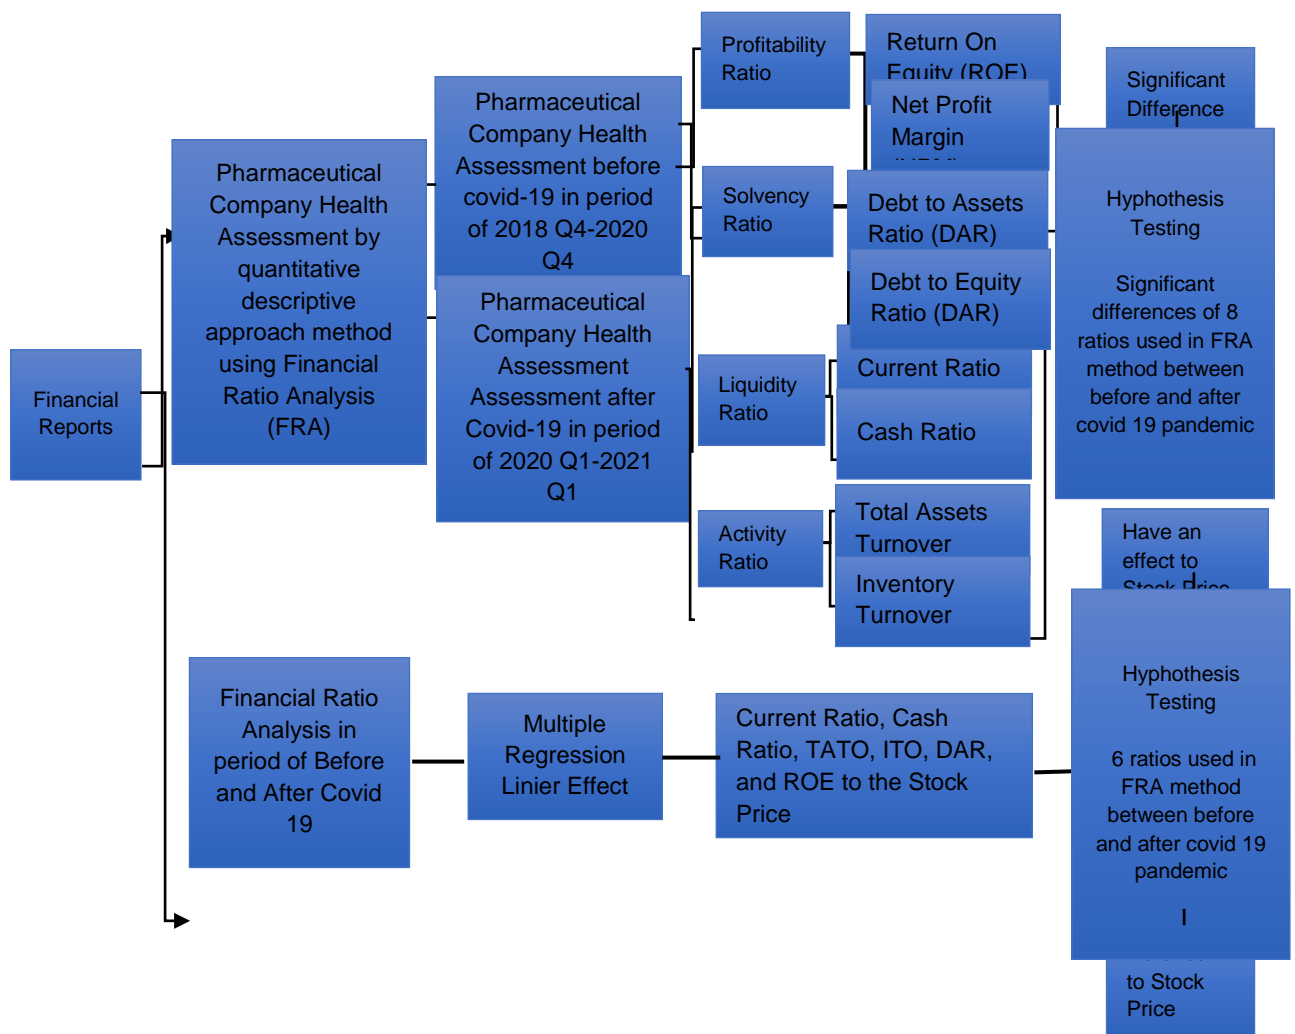 Financial
Reports
Pharmaceutical
Company Health
Assessment by
quantitative
descriptive
approach method
using Financial
Ratio Analysis
(FRA)
Pharmaceutical
Company Health
Assessment before
covid-19 in period
of 2018 Q4-2020
Q4
Pharmaceutical
Company Health
Assessment
Assessment after
Covid-19 in period
of 2020 Q1-2021
Q1
Profitability
Ratio
Solvency
Ratio
Liquidity
Ratio
Activity
Ratio
Return On
Equity (ROE)
Net Profit
Margin
Debt to Assets
Ratio (DAR)
Debt to Equity
Ratio (DAR)
Current Ratio
Cash Ratio
Total Assets
Turnover
Inventory
Turnover
Significant
Difference
Hyphothesis
Testing
Significant
differences of 8
ratios used in FRA
method between
before and after
covid 19 pandemic
Have an
effect to
Stock Price
Financial Ratio
Analysis in
period of Before
and After Covid
19
Multiple
Regression
Linier Effect
Current Ratio, Cash
Ratio, TATO, ITO, DAR,
and ROE to the Stock
Price
Hyphothesis
Testing
6 ratios used in
FRA method
between before
and after covid 19
pandemic
to Stock
Price